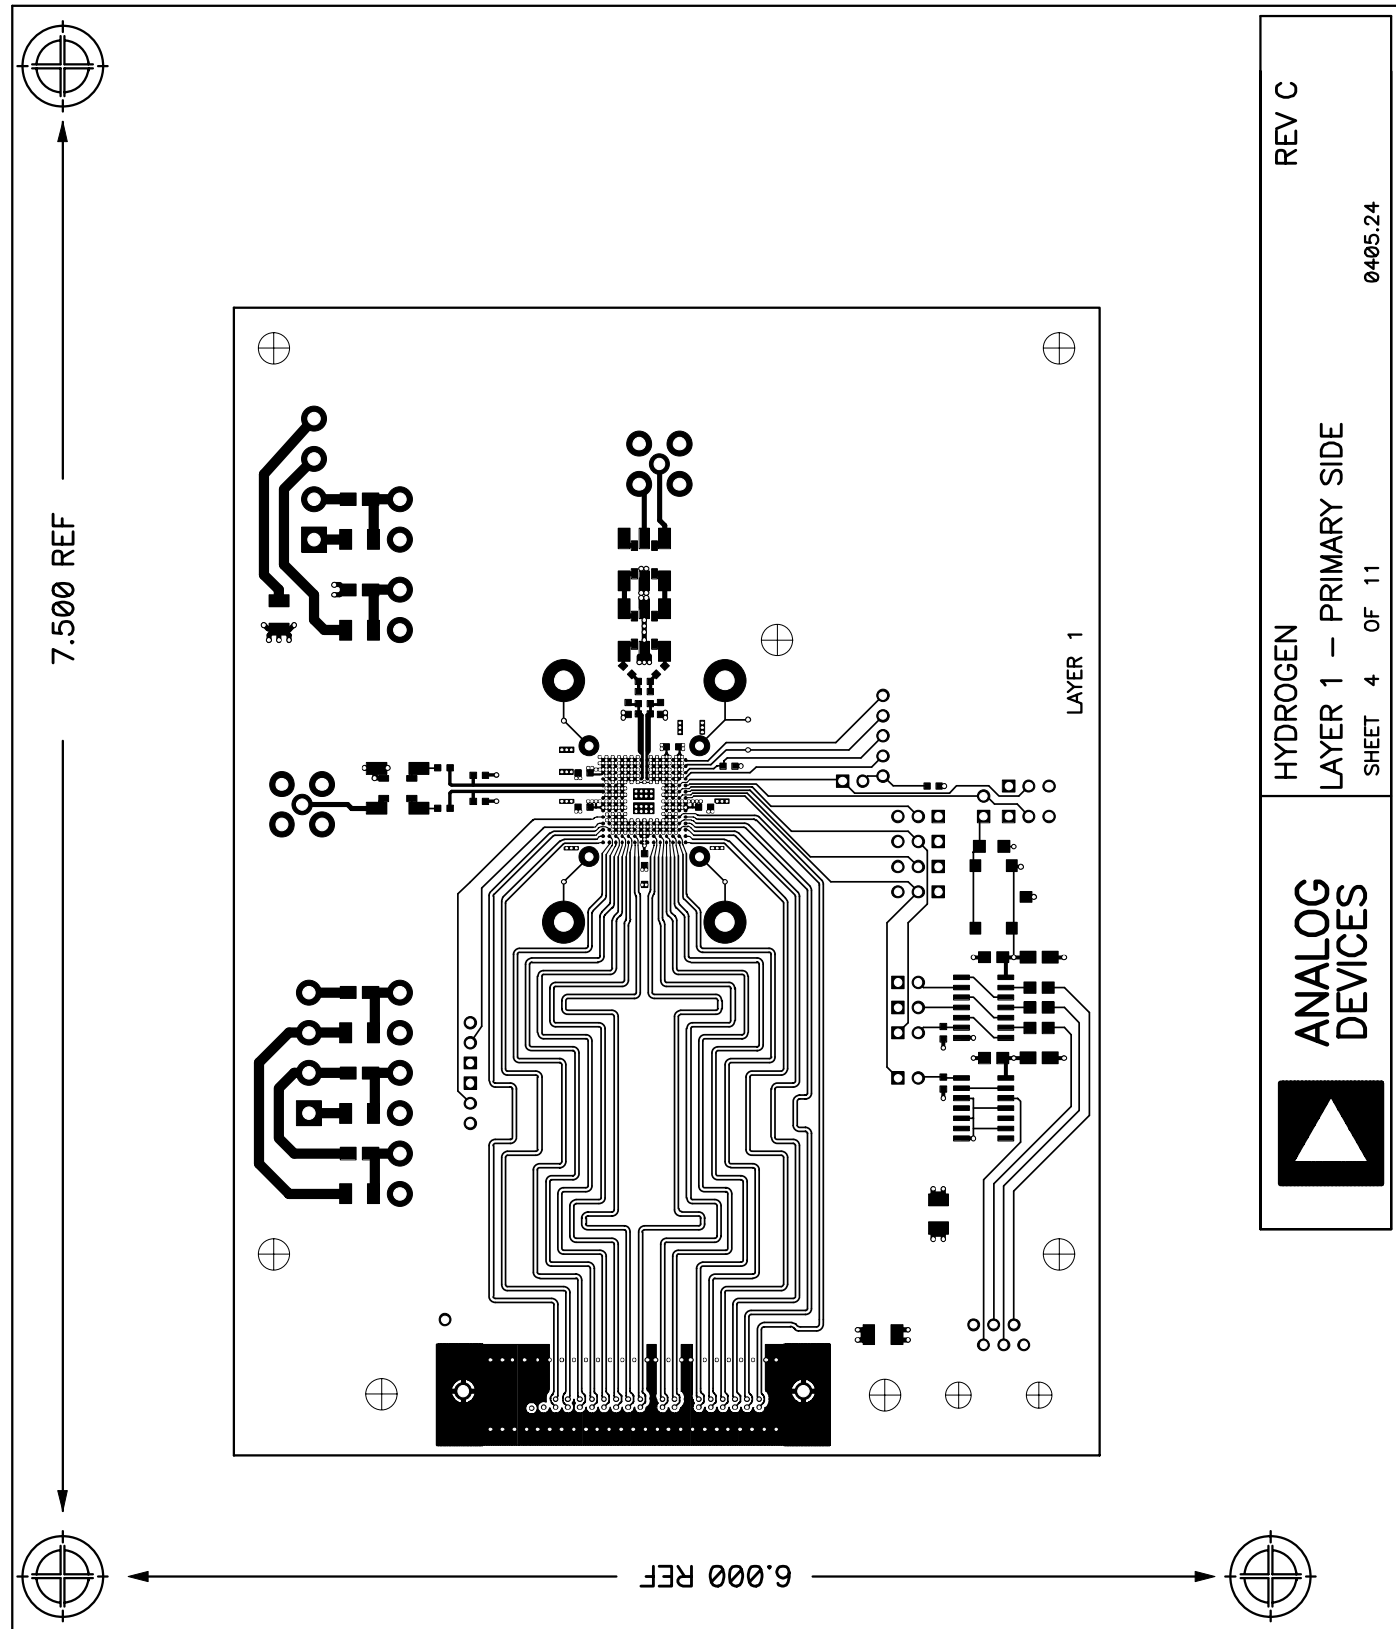 7.500 REF
6.000 REF
LAYER 1
HYDROGEN
REV C
LAYER 1 – PRIMARY SIDE
SHEET 4 OF 11
0405.24
ANALOG
DEVICES